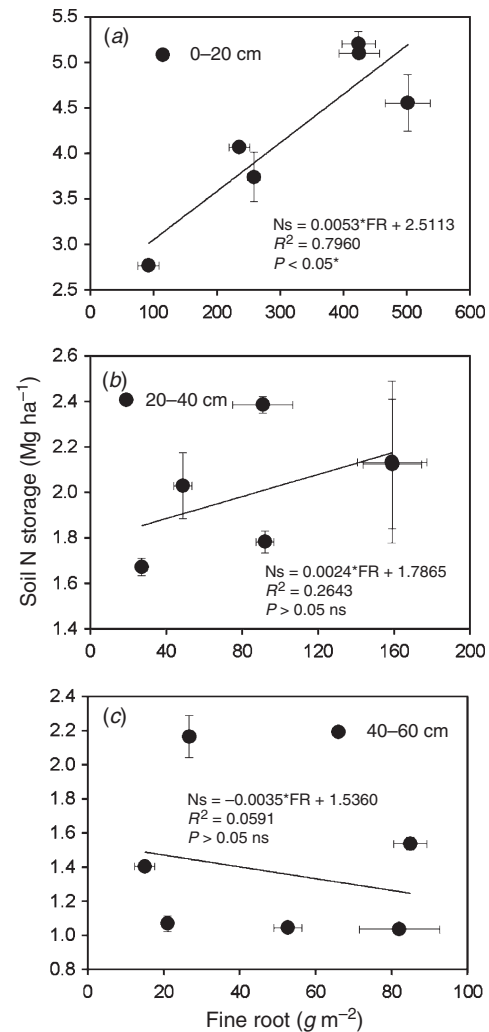 5.5
5.0
4.5
4.0
3.5
3.0
2.5
(a)
0–20 cm
Ns = 0.0053*FR + 2.5113
R² = 0.7960
P < 0.05*
0 100 200 300 400 500 600
Soil N storage (Mg ha⁻¹)
2.6
2.4
2.2
2.0
1.8
1.6
1.4
(b)
20–40 cm
Ns = 0.0024*FR + 1.7865
R² = 0.2643
P > 0.05 ns
0 40 80 120 160 200
2.4
2.2
2.0
1.8
1.6
1.4
1.2
1.0
0.8
(c)
40–60 cm
Ns = –0.0035*FR + 1.5360
R² = 0.0591
P > 0.05 ns
0 20 40 60 80 100
Fine root (g m⁻²)